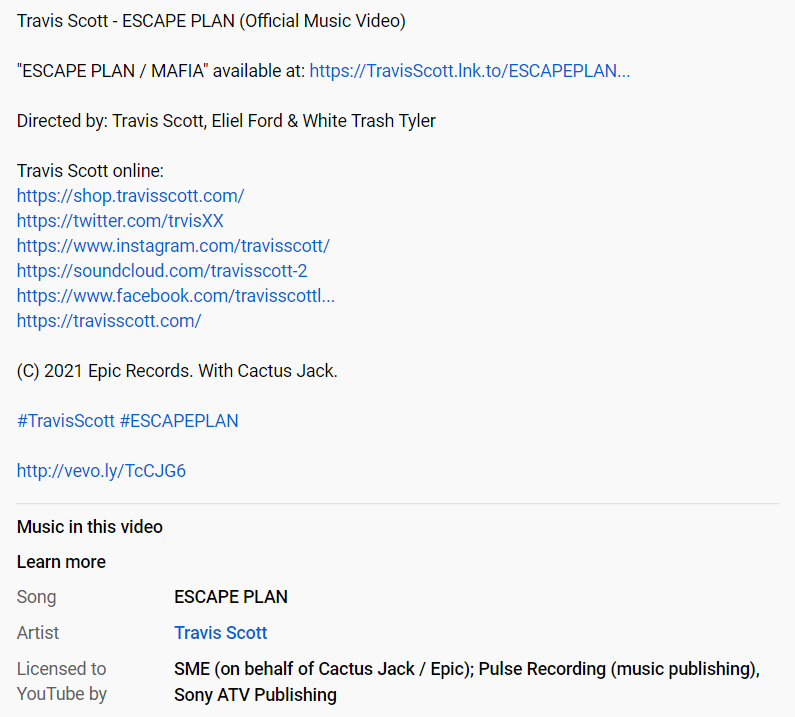 Travis Scott - ESCAPE PLAN (Official Music Video)
"ESCAPE PLAN / MAFIA" available at: https://TravisScott.lnk.to/ESCAPEPLAN...
Directed by: Travis Scott, Eliel Ford & White Trash Tyler
Travis Scott online:
https://shop.travisscott.com/
https://twitter.com/trvisXX
https://www.instagram.com/travisscott/
https://soundcloud.com/travisscott-2
https://www.facebook.com/travisscottl...
https://travisscott.com/
(C) 2021 Epic Records. With Cactus Jack.
#TravisScott #ESCAPEPLAN
http://vevo.ly/TcCJG6
Music in this video
Learn more
Song ESCAPE PLAN
Artist Travis Scott
Licensed to SME (on behalf of Cactus Jack / Epic); Pulse Recording (music publishing),
YouTube by Sony ATV Publishing